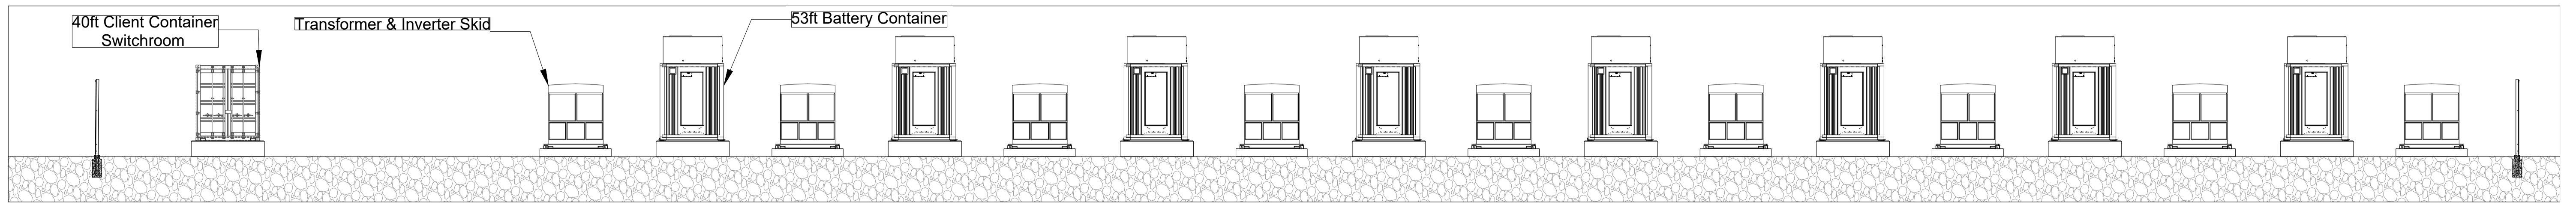 40ft Client Container
Switchroom
Transformer & Inverter Skid
53ft Battery Container